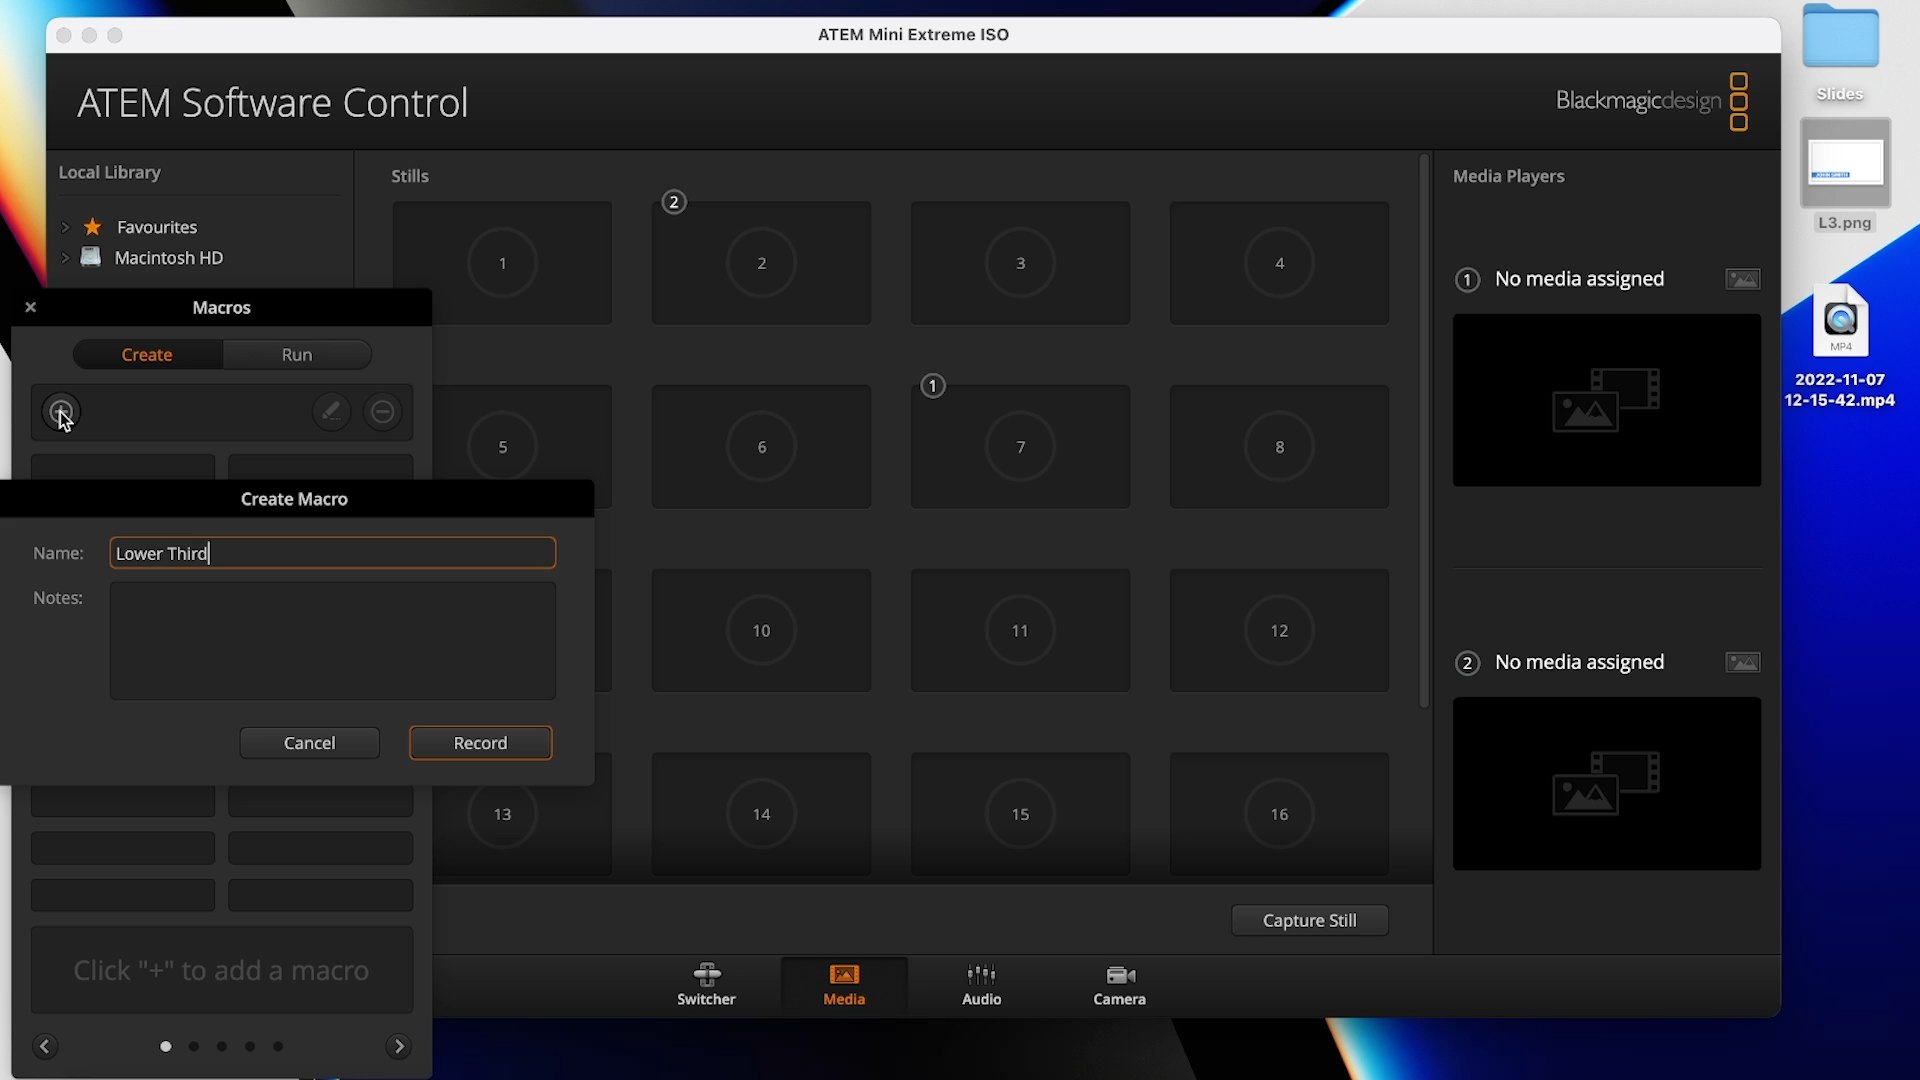 ATEM Mini Extreme ISO
ATEM Software Control
Blackmagicdesign
Slides
JOHN SMITH
L3.png
MP4
2022-11-07
12-15-42.mp4
Local Library
Favourites
Macintosh HD
Stills
1
2
2
3
4
5
6
1
7
8
10
11
12
13
14
15
16
Media Players
1 No media assigned
2 No media assigned
Macros
Create Run
Create Macro
Name: Lower Third
Notes:
Cancel Record
Click "+" to add a macro
Capture Still
Switcher
Media
Audio
Camera